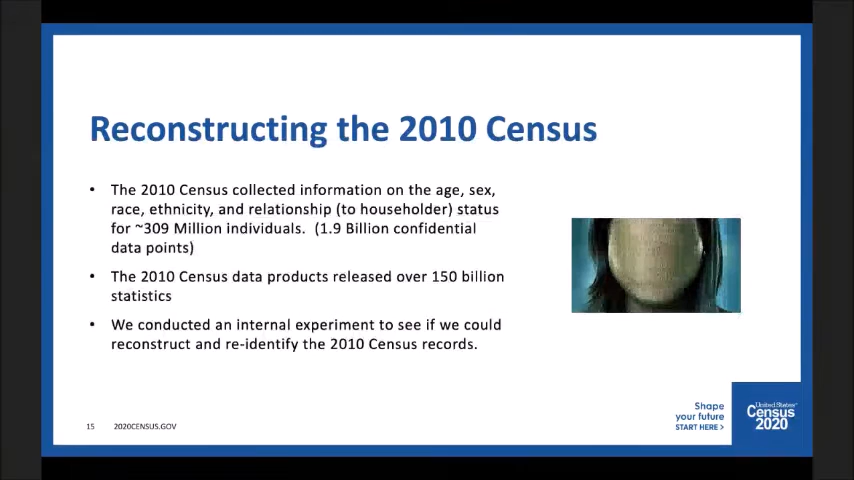 Reconstructing the 2010 Census
• The 2010 Census collected information on the age, sex,
race, ethnicity, and relationship (to householder) status
for ~309 Million individuals. (1.9 Billion confidential
data points)
• The 2010 Census data products released over 150 billion
statistics
• We conducted an internal experiment to see if we could
reconstruct and re-identify the 2010 Census records.
15 2020CENSUS.GOV
Shape
your future
START HERE >
United States®
Census
2020